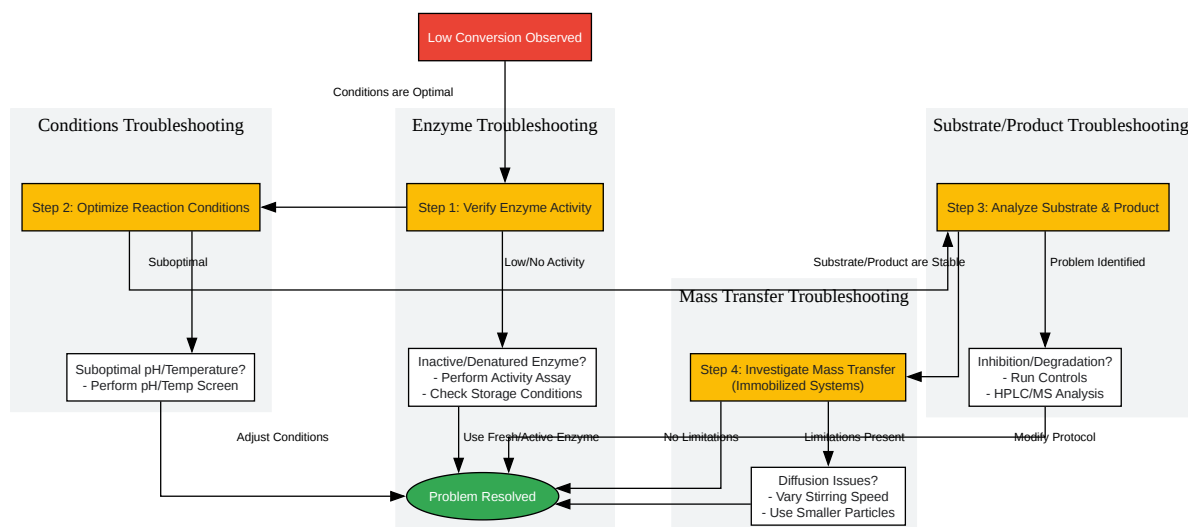 Low Conversion Observed
Conditions are Optimal
Conditions Troubleshooting
Enzyme Troubleshooting
Substrate/Product Troubleshooting
Step 2: Optimize Reaction Conditions
Step 1: Verify Enzyme Activity
Step 3: Analyze Substrate & Product
Suboptimal
Low/No Activity
Substrate/Product are Stable
Problem Identified
Mass Transfer Troubleshooting
Suboptimal pH/Temperature?
- Perform pH/Temp Screen
Inactive/Denatured Enzyme?
- Perform Activity Assay
- Check Storage Conditions
Step 4: Investigate Mass Transfer
(Immobilized Systems)
Inhibition/Degradation?
- Run Controls
- HPLC/MS Analysis
Adjust Conditions
Use Fresh/Active Enzyme
No Limitations
Limitations Present
Modify Protocol
Problem Resolved
Diffusion Issues?
- Vary Stirring Speed
- Use Smaller Particles